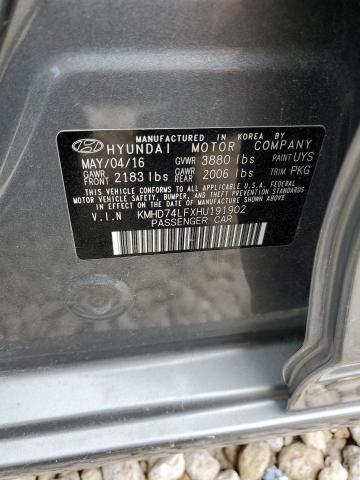 MANUFACTURED IN KOREA BY
HYUNDAI MOTOR COMPANY
MAY/04/16 GVWR 3880 lbs PAINT UYS
GAWR FRONT 2183 lbs GAWR REAR 2006 lbs TRIM PKG
THIS VEHICLE CONFORMS TO ALL APPLICABLE U.S.A. FEDERAL
MOTOR VEHICLE SAFETY, BUMPER, AND THEFT PREVENTION
STANDARDS IN EFFECT ON THE DATE OF MANUFACTURE SHOWN ABOVE.
V.I.N KMHD74LFXHU191902
PASSENGER CAR